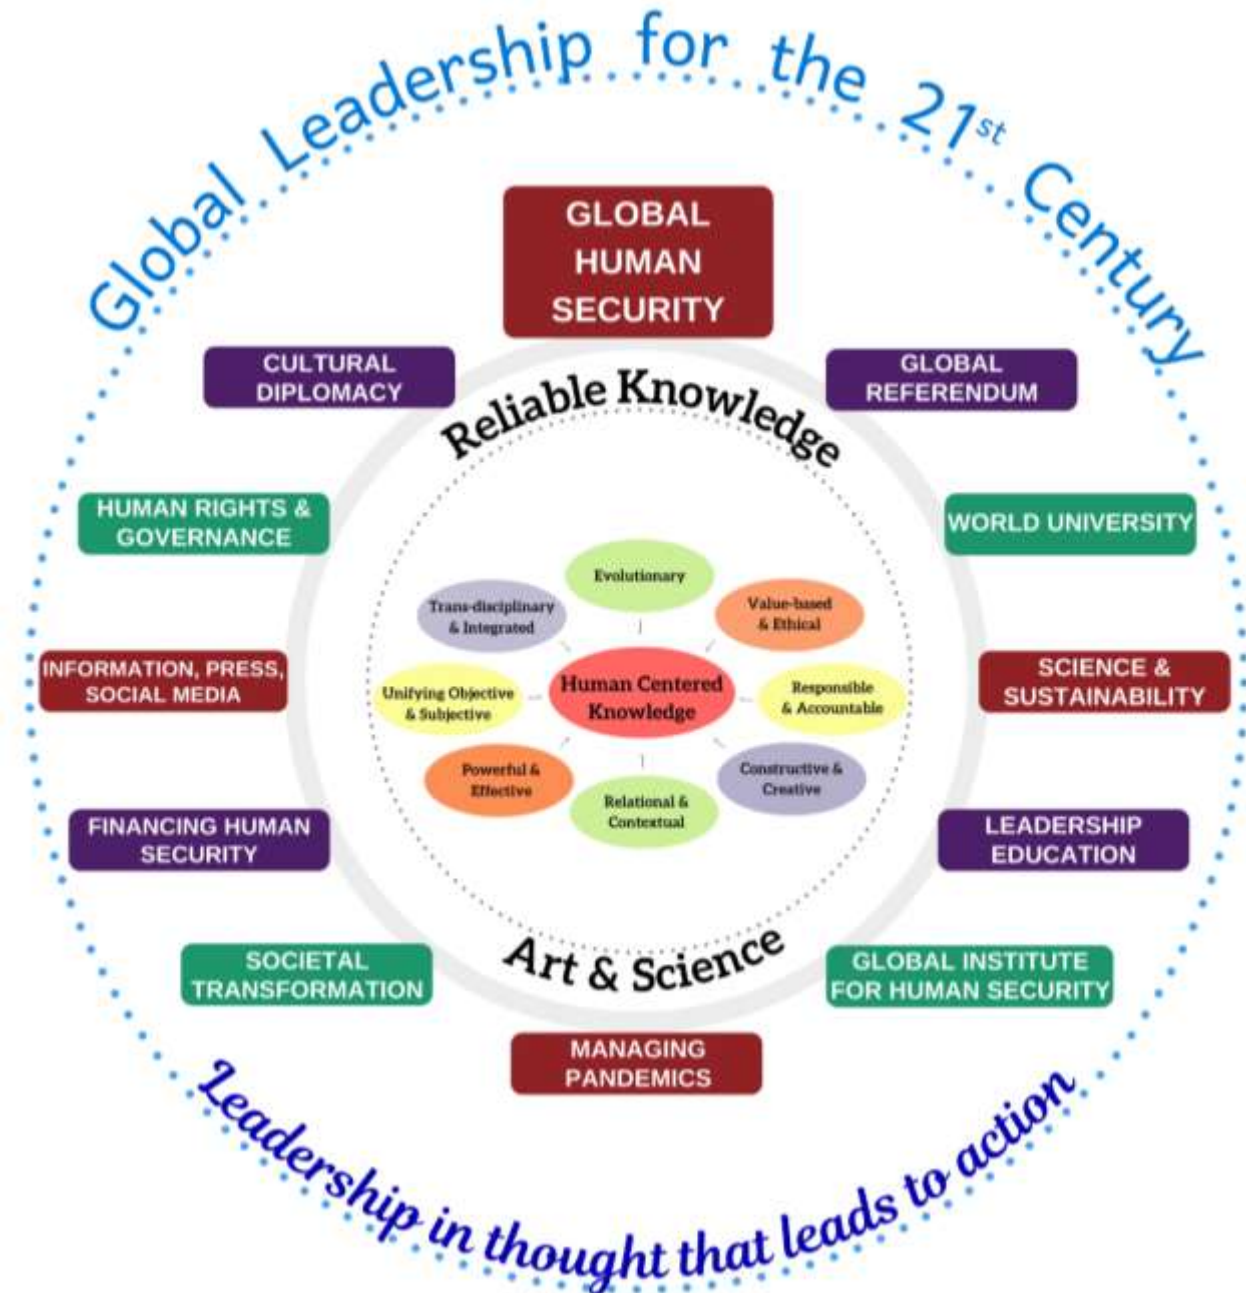 Global Leadership for the 21st Century
GLOBAL
HUMAN
SECURITY
CULTURAL
DIPLOMACY
GLOBAL
REFERENDUM
Reliable Knowledge
HUMAN RIGHTS &
GOVERNANCE
WORLD UNIVERSITY
Evolutionary
Trans-disciplinary
& Integrated
Value-based
& Ethical
INFORMATION, PRESS,
SOCIAL MEDIA
Unifying Objective
& Subjective
Human Centered
Knowledge
Responsible
& Accountable
SCIENCE &
SUSTAINABILITY
Powerful &
Effective
Relational &
Contextual
Constructive &
Creative
FINANCING HUMAN
SECURITY
LEADERSHIP
EDUCATION
Art & Science
SOCIETAL
TRANSFORMATION
GLOBAL INSTITUTE
FOR HUMAN SECURITY
MANAGING
PANDEMICS
Leadership in thought that leads to action